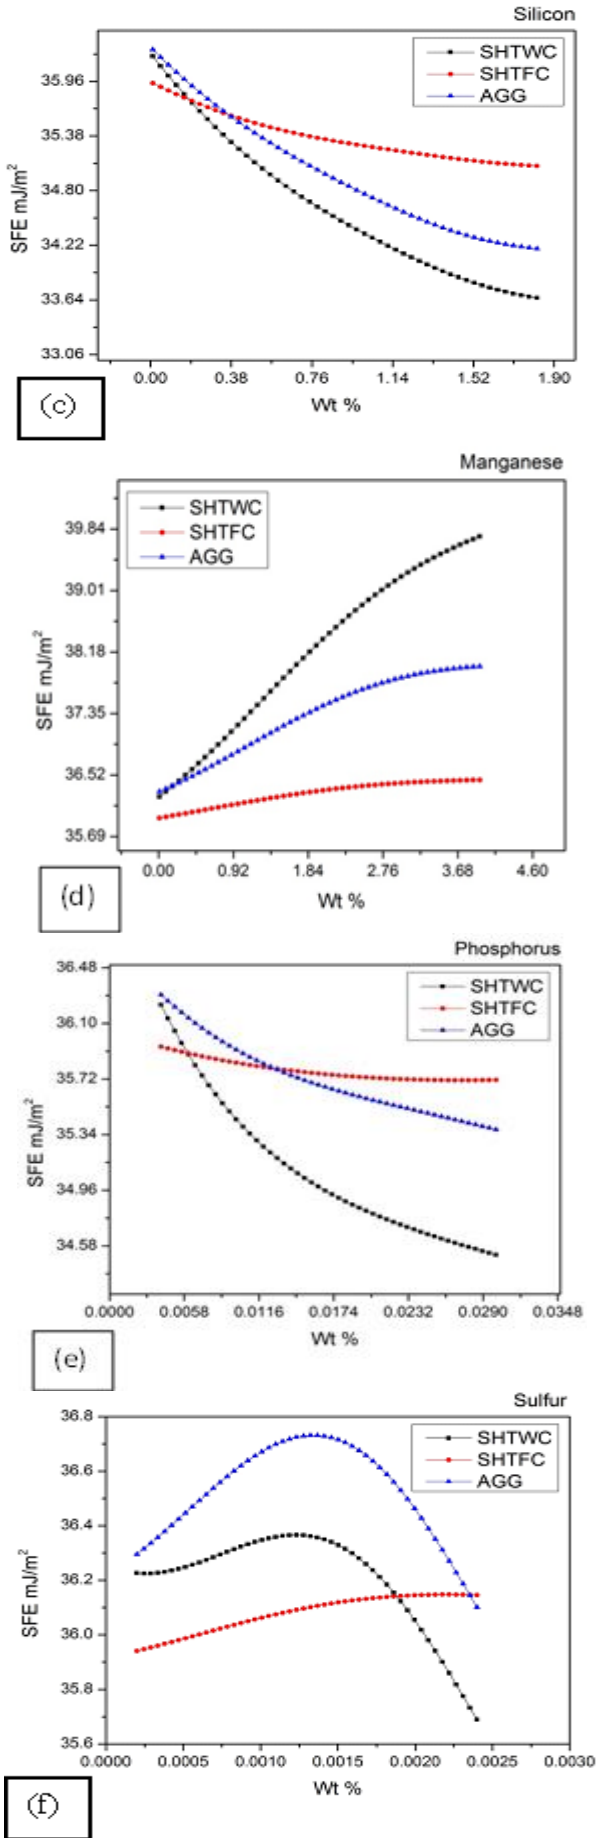 Silicon
SHTWC
SHTFC
AGG
35.96
35.38
34.80
34.22
33.64
33.06
SFE mJ/m²
0.00 0.38 0.76 1.14 1.52 1.90
Wt %
(c)
Manganese
SHTWC
SHTFC
AGG
39.84
39.01
38.18
37.35
36.52
35.69
SFE mJ/m²
0.00 0.92 1.84 2.76 3.68 4.60
Wt %
(d)
Phosphorus
SHTWC
SHTFC
AGG
36.48
36.10
35.72
35.34
34.96
34.58
SFE mJ/m²
0.0000 0.0058 0.0116 0.0174 0.0232 0.0290 0.0348
Wt %
(e)
Sulfur
SHTWC
SHTFC
AGG
36.8
36.6
36.4
36.2
36.0
35.8
35.6
SFE mJ/m²
0.0000 0.0005 0.0010 0.0015 0.0020 0.0025 0.0030
Wt %
(f)